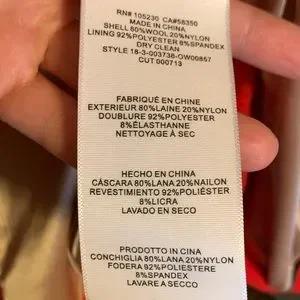 RN# 105230 CA#58350
MADE IN CHINA
SHELL 80%WOOL 20%NYLON
LINING 92%POLYESTER 8%SPANDEX
DRY CLEAN
STYLE 18-3-003736-OW00857
CUT 000713
FABRIQUÉ EN CHINE
EXTERIEUR 80%LAINE 20%NYLON
DOUBLURE 92%POLYESTER
8%ÉLASTHANNE
NETTOYAGE À SEC
HECHO EN CHINA
CÁSCARA 80%LANA 20%NAILON
REVESTIMIENTO 92%POLIÉSTER
8%LICRA
LAVADO EN SECO
PRODOTTO IN CINA
CONCHIGLIA 80%LANA 20%NYLON
FODERA 92%POLIESTERE
8%SPANDEX
LAVARE A SECCO